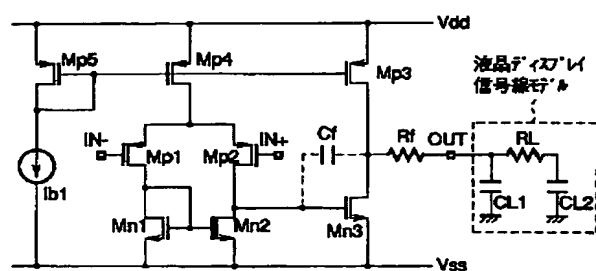 Vdd
Mp5
Mp4
Mp3
液晶ディスプレイ
信号線モデル
IN-
IN+
Cf
Rf
OUT
RL
Mp1
Mp2
Ib1
CL1
CL2
Mn1
Mn2
Mn3
Vss